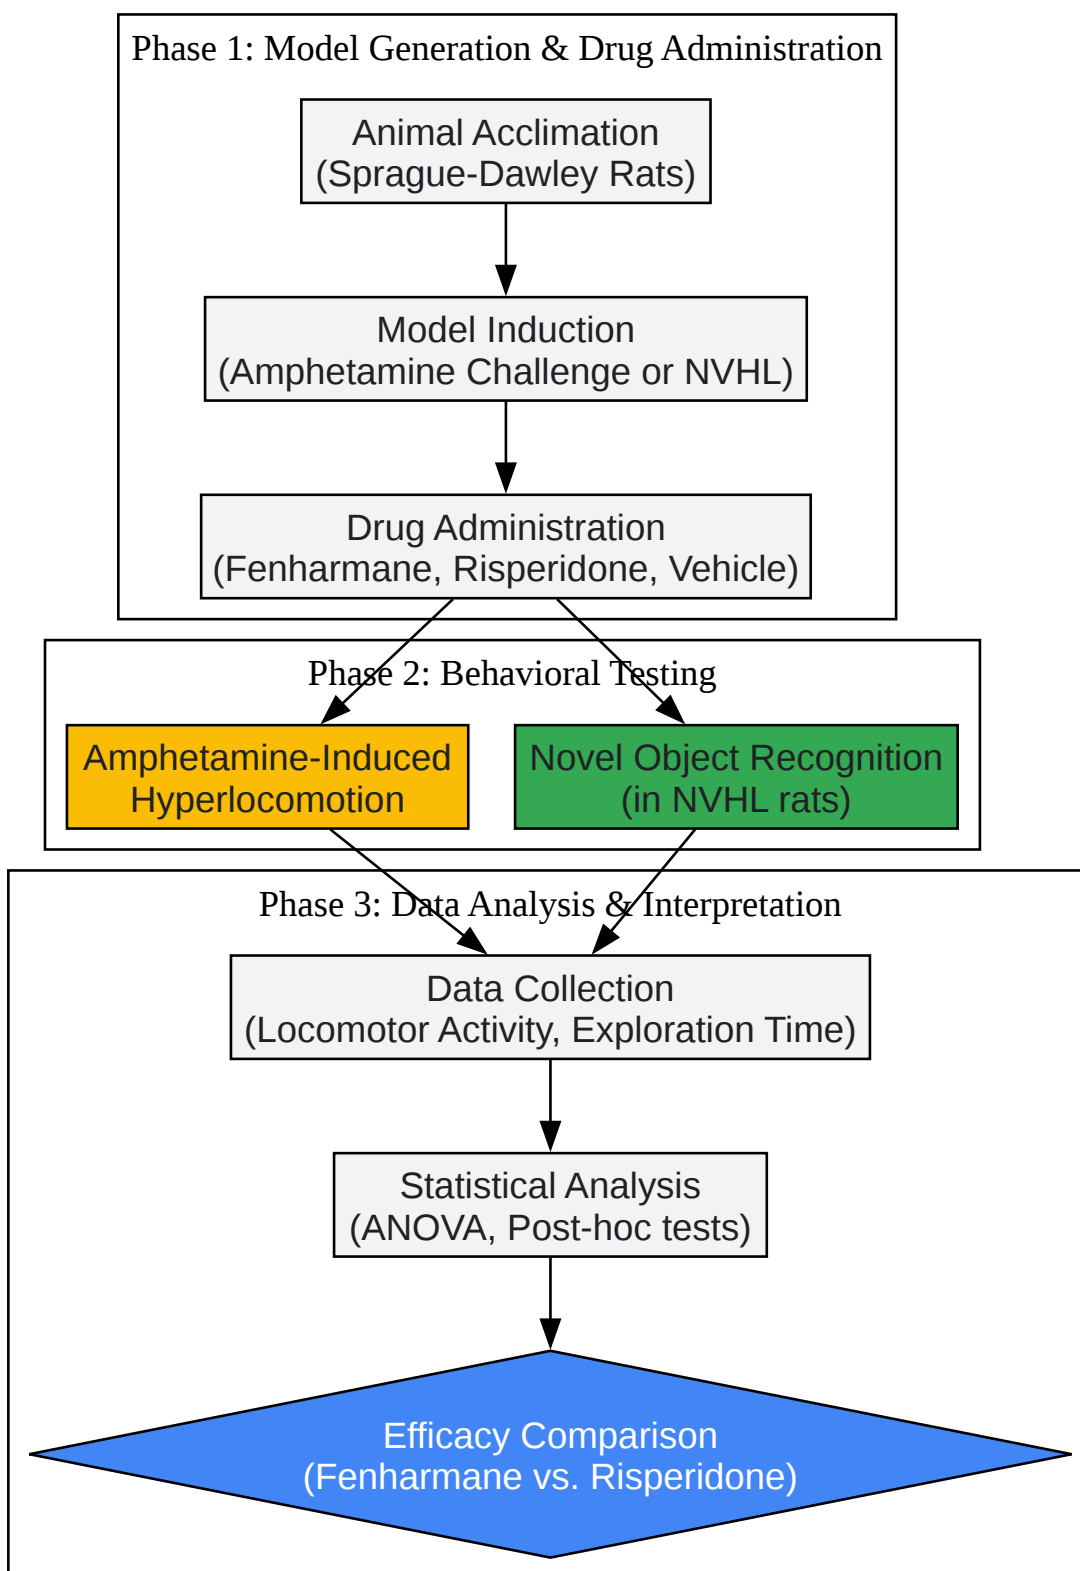 Phase 1: Model Generation & Drug Administration
Animal Acclimation
(Sprague-Dawley Rats)
Model Induction
(Amphetamine Challenge or NVHL)
Drug Administration
(Fenharmane, Risperidone, Vehicle)
Phase 2: Behavioral Testing
Amphetamine-Induced
Hyperlocomotion
Novel Object Recognition
(in NVHL rats)
Phase 3: Data Analysis & Interpretation
Data Collection
(Locomotor Activity, Exploration Time)
Statistical Analysis
(ANOVA, Post-hoc tests)
Efficacy Comparison
(Fenharmane vs. Risperidone)